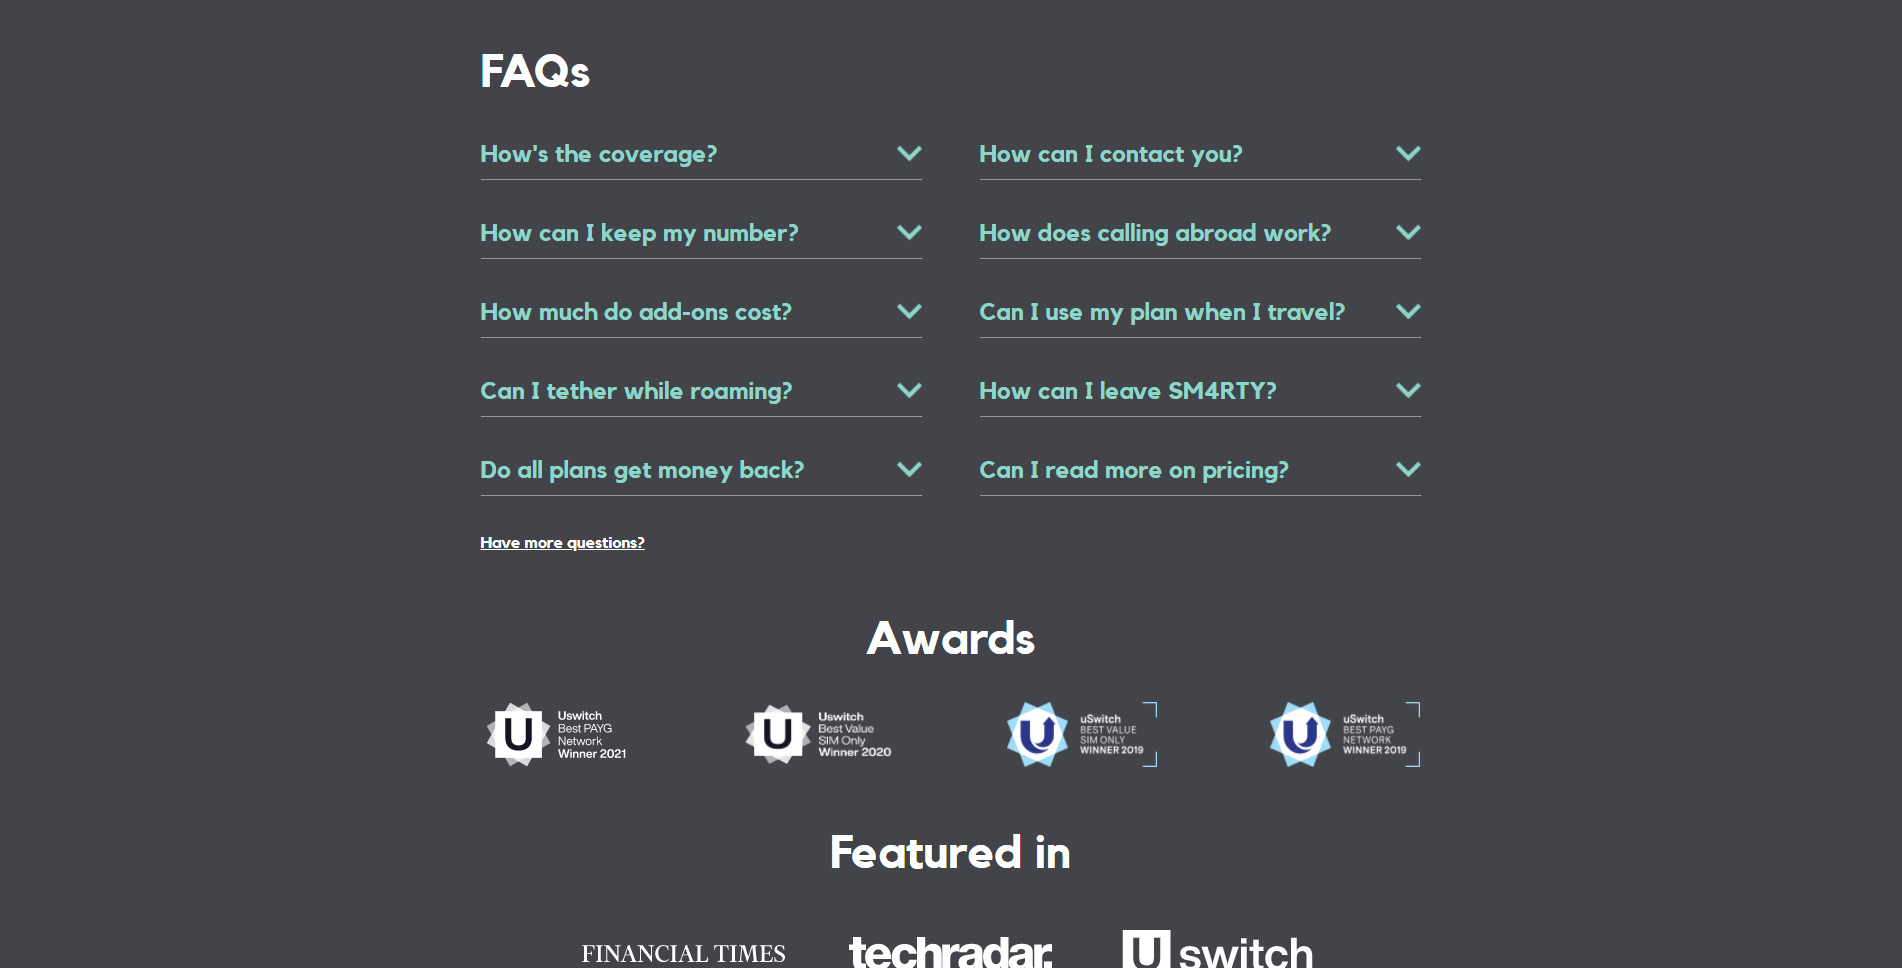 FAQs
How's the coverage?
How can I contact you?
How can I keep my number?
How does calling abroad work?
How much do add-ons cost?
Can I use my plan when I travel?
Can I tether while roaming?
How can I leave SM4RTY?
Do all plans get money back?
Can I read more on pricing?
Have more questions?
Awards
U
Uswitch
Best PAYG
Network
Winner 2021
U
Uswitch
Best Value
SIM Only
Winner 2020
U
uSwitch
BEST VALUE
SIM ONLY
WINNER 2019
U
uSwitch
BEST PAYG
NETWORK
WINNER 2019
Featured in
FINANCIAL TIMES
techradar.
Uswitch